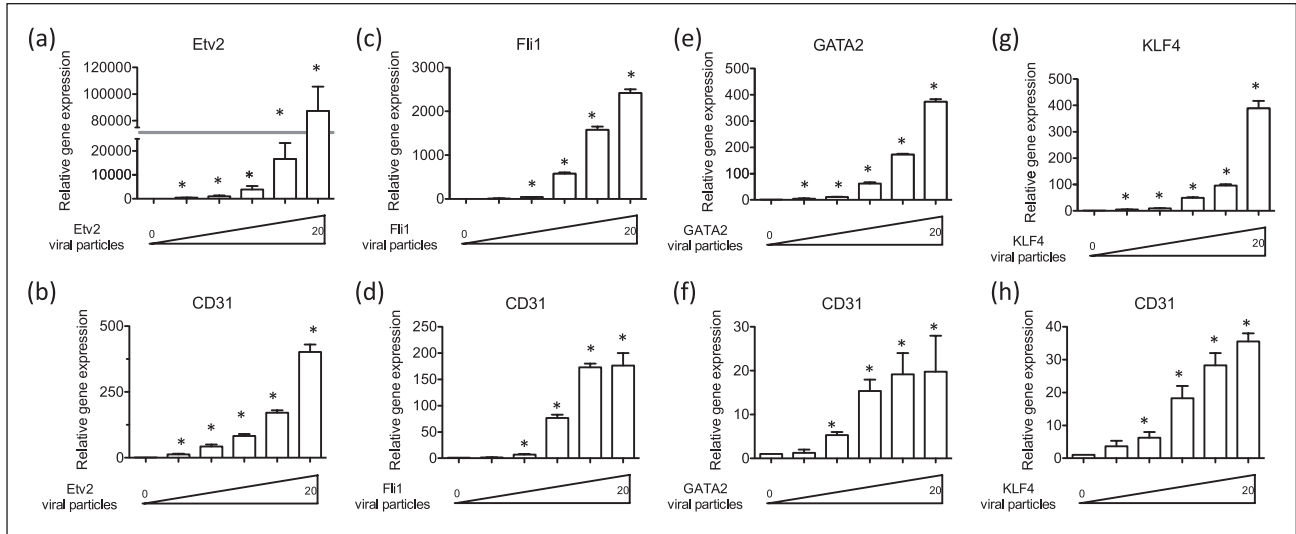 (a)
Etv2
Relative gene expression
120000
100000
80000
60000
20000
10000
0
*
*
*
*
*
Etv2
viral particles
0
20
(c)
Fli1
Relative gene expression
3000
2000
1000
0
*
*
*
*
Fli1
viral particles
0
20
(e)
GATA2
Relative gene expression
500
400
300
200
100
0
*
*
*
*
*
GATA2
viral particles
0
20
(g)
KLF4
Relative gene expression
500
400
300
200
100
0
*
*
*
*
*
KLF4
viral particles
0
20
(b)
CD31
Relative gene expression
500
250
0
*
*
*
*
*
Etv2
viral particles
0
20
(d)
CD31
Relative gene expression
250
200
150
100
50
0
*
*
*
*
Fli1
viral particles
0
20
(f)
CD31
Relative gene expression
30
20
10
0
*
*
*
*
GATA2
viral particles
0
20
(h)
CD31
Relative gene expression
40
30
20
10
0
*
*
*
*
KLF4
viral particles
0
20